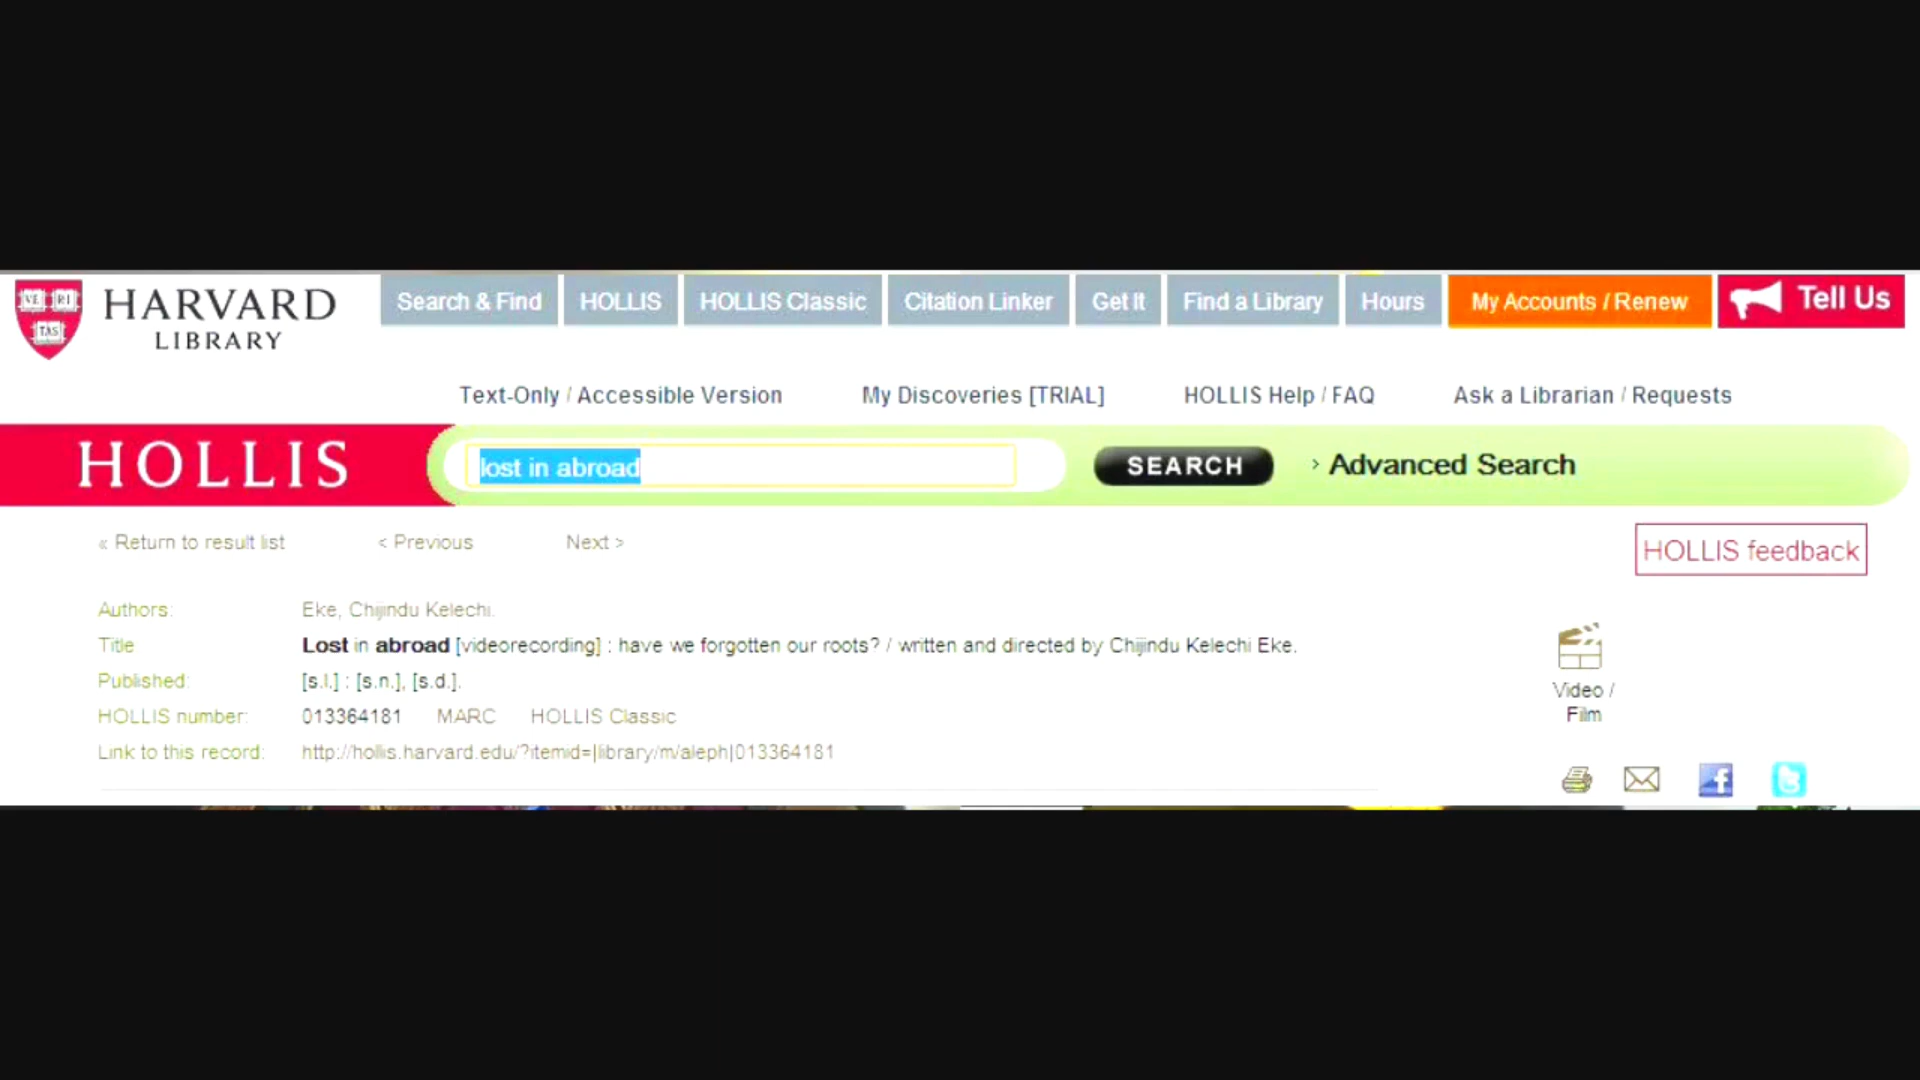 VE RI TAS
HARVARD
LIBRARY
Search & Find HOLLIS HOLLIS Classic Citation Linker Get It Find a Library Hours My Accounts / Renew Tell Us
Text-Only / Accessible Version My Discoveries [TRIAL] HOLLIS Help / FAQ Ask a Librarian / Requests
HOLLIS lost in abroad SEARCH › Advanced Search
« Return to result list < Previous Next >
HOLLIS feedback
Authors: Eke, Chijindu Kelechi.
Title Lost in abroad [videorecording] : have we forgotten our roots? / written and directed by Chijindu Kelechi Eke.
Published: [s.l.] : [s.n.], [s.d.].
HOLLIS number: 013364181 MARC HOLLIS Classic
Link to this record: http://hollis.harvard.edu/?itemid=|library/m/aleph|013364181
Video /
Film